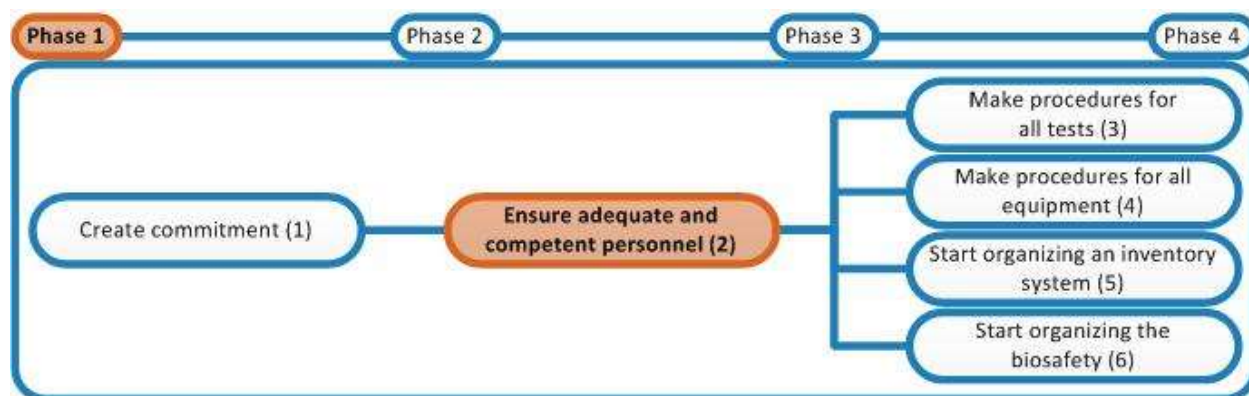 Phase 1
Phase 2
Phase 3
Phase 4
Create commitment (1)
Ensure adequate and
competent personnel (2)
Make procedures for
all tests (3)
Make procedures for all
equipment (4)
Start organizing an inventory
system (5)
Start organizing the
biosafety (6)